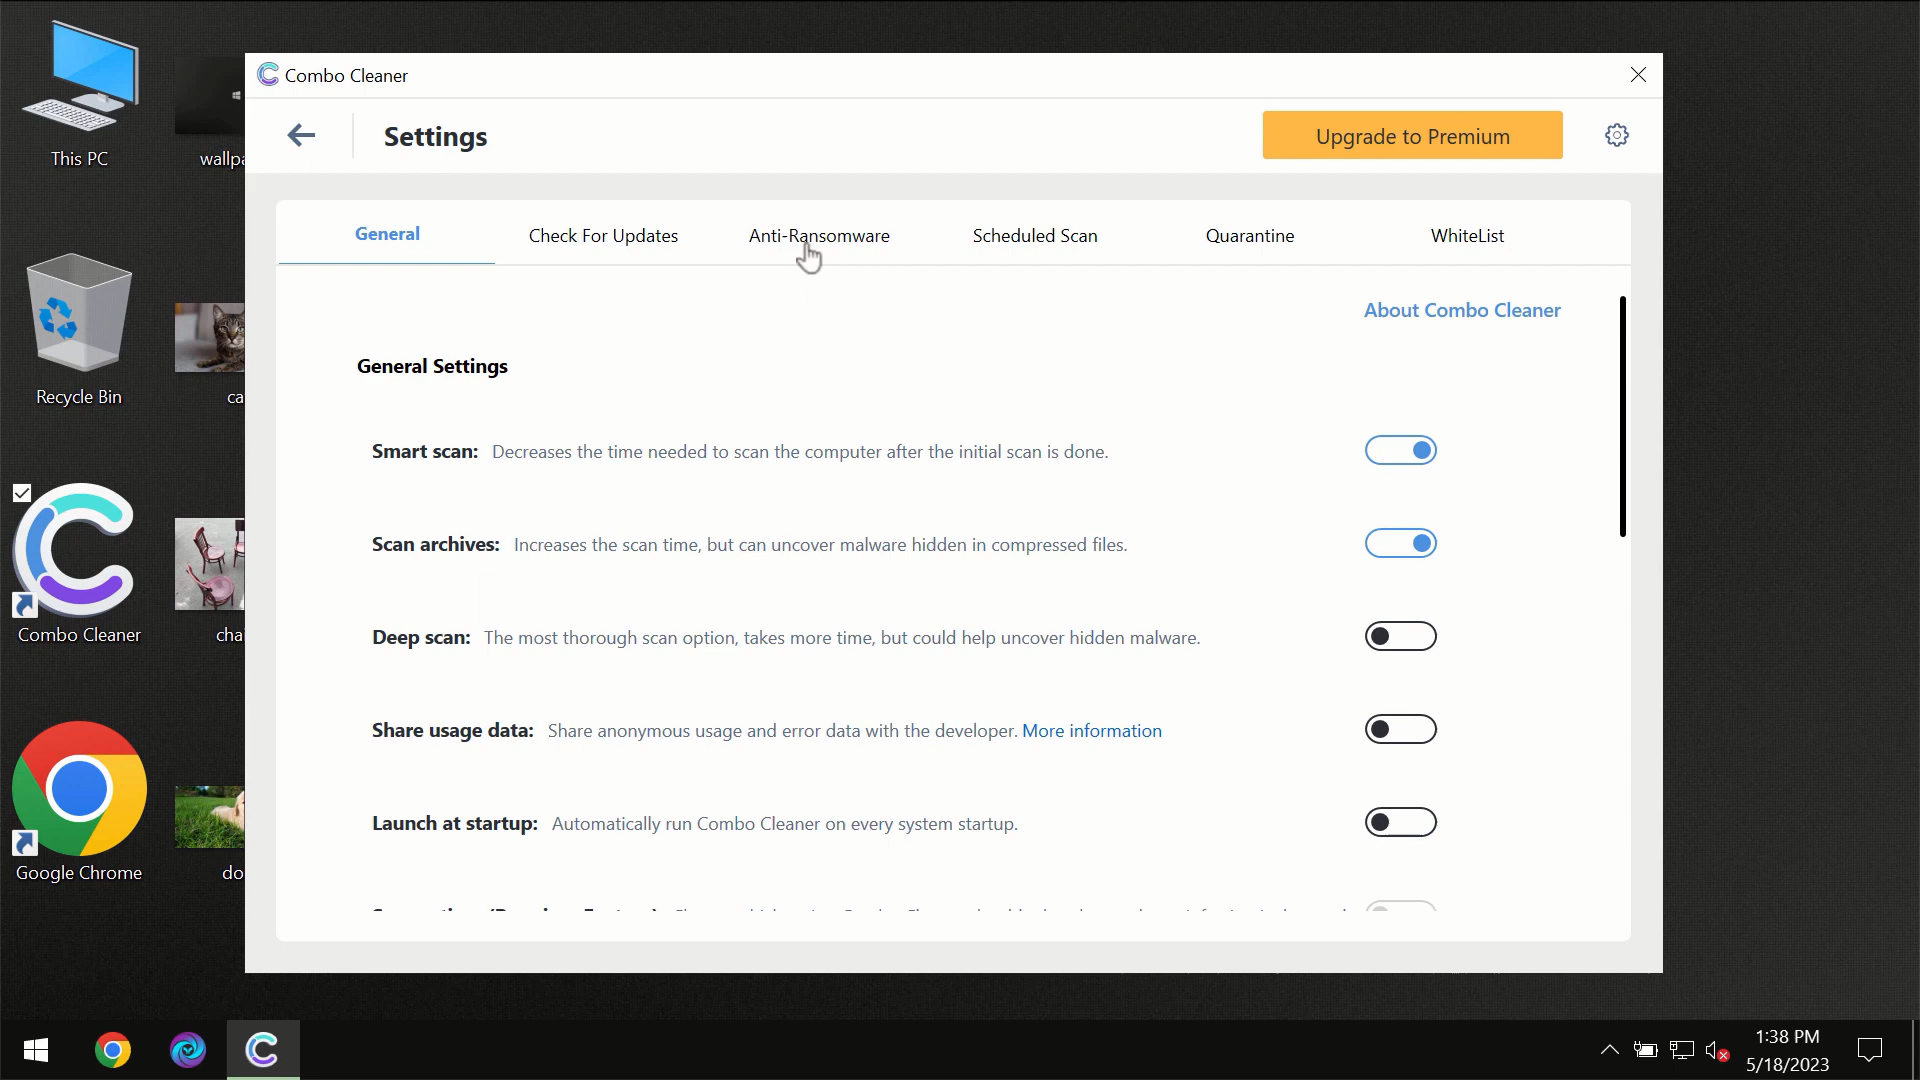 Combo Cleaner
Settings
Upgrade to Premium
General
Check For Updates
Anti-Ransomware
Scheduled Scan
Quarantine
WhiteList
About Combo Cleaner
General Settings
Smart scan: Decreases the time needed to scan the computer after the initial scan is done.
Scan archives: Increases the scan time, but can uncover malware hidden in compressed files.
Deep scan: The most thorough scan option, takes more time, but could help uncover hidden malware.
Share usage data: Share anonymous usage and error data with the developer. More information
Launch at startup: Automatically run Combo Cleaner on every system startup.
This PC
wallpa
Recycle Bin
ca
Combo Cleaner
chai
Google Chrome
do
1:38 PM
5/18/2023